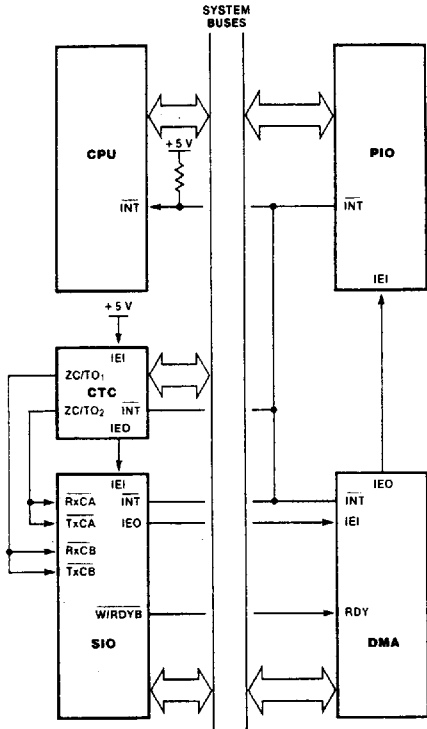 SYSTEM
BUSES
CPU
+5 V
INT
PIO
INT
IEI
+5 V
IEI
ZC/TO1
CTC
ZC/TO2
INT
IEO
IEI
RxCA
INT
TxCA
IEO
RxCB
TxCB
W/RDYB
SIO
IEO
INT
IEI
RDY
DMA